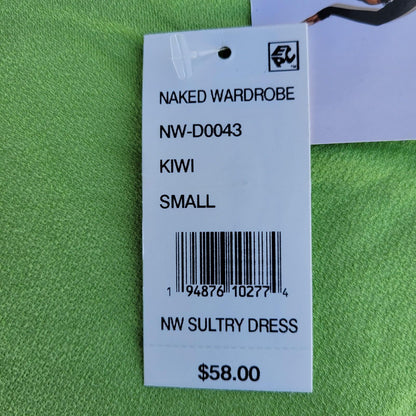 NAKED WARDROBE
NW-D0043
KIWI
SMALL
1 94876 10277 4
NW SULTRY DRESS
$58.00